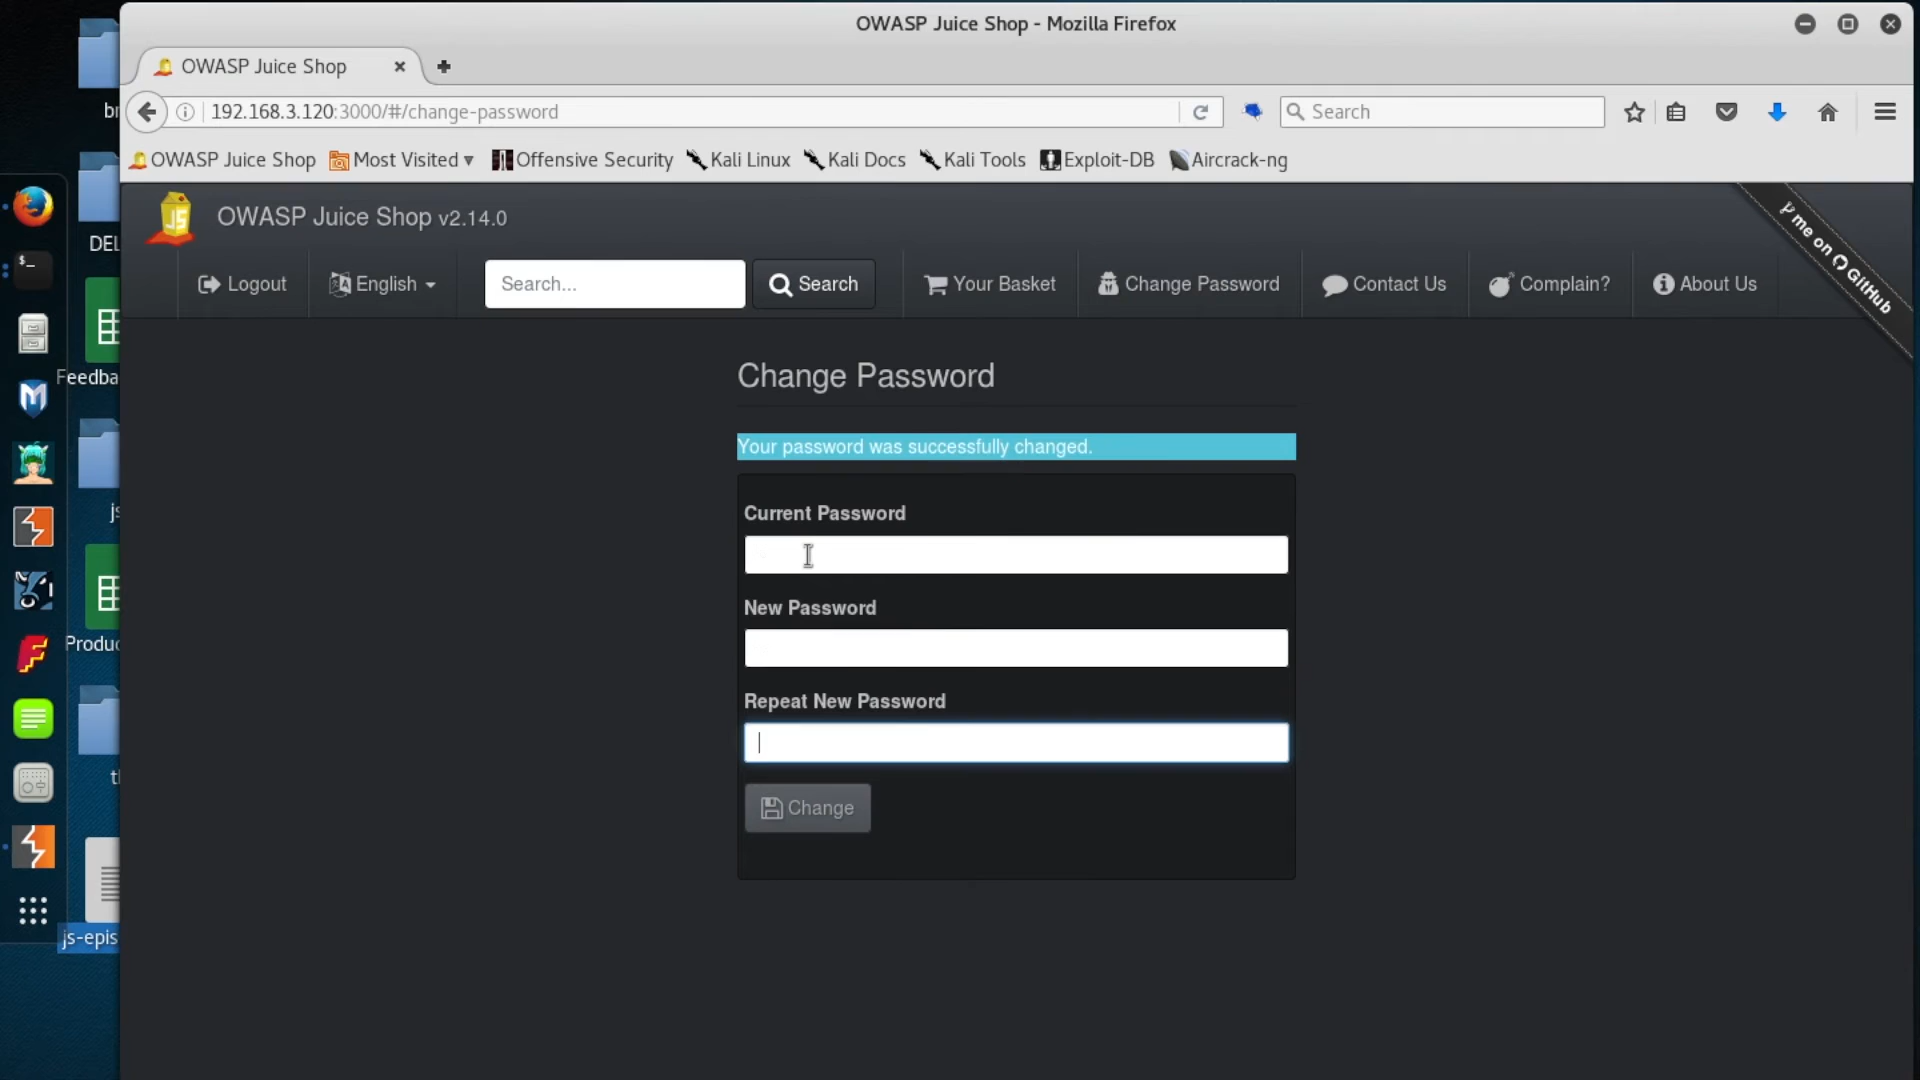 OWASP Juice Shop - Mozilla Firefox
OWASP Juice Shop
192.168.3.120:3000/#/change-password
Search
OWASP Juice Shop Most Visited Offensive Security Kali Linux Kali Docs Kali Tools Exploit-DB Aircrack-ng
OWASP Juice Shop v2.14.0
me on GitHub
Logout English Search... Search Your Basket Change Password Contact Us Complain? About Us
Change Password
Your password was successfully changed.
Current Password
New Password
Repeat New Password
Change
br
DEL
Feedba
js
Produc
js-epis
JS
$_